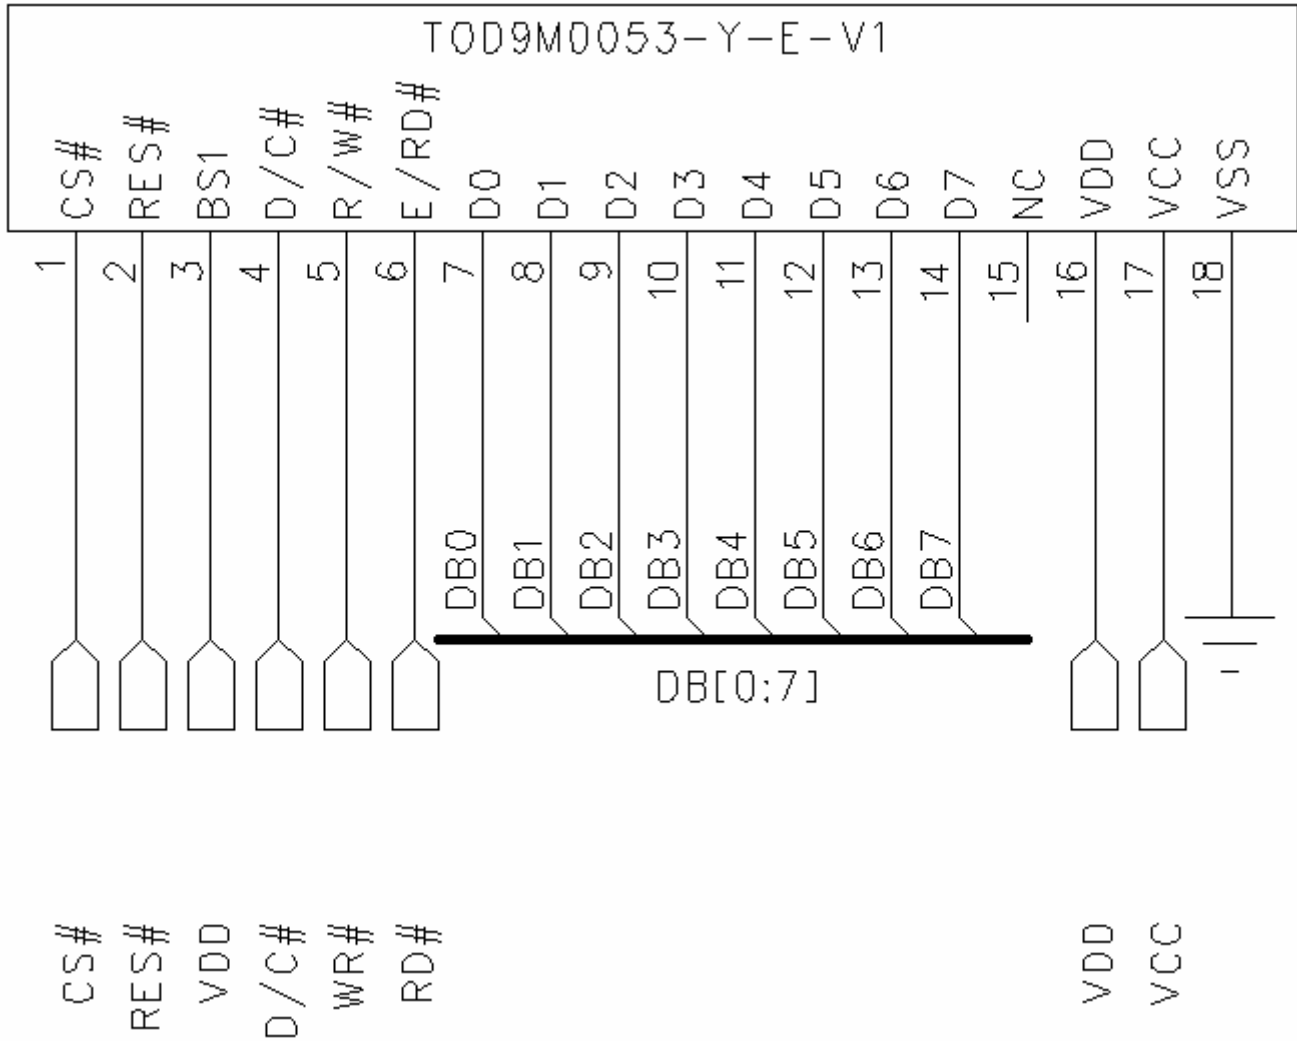 TOD9M0053-Y-E-V1
CS# RES# BS1 D/C# R/W# E/RD# D0 D1 D2 D3 D4 D5 D6 D7 NC VDD VCC VSS
1 2 3 4 5 6 7 8 9 10 11 12 13 14 15 16 17 18
DB0 DB1 DB2 DB3 DB4 DB5 DB6 DB7
DB[0:7]
CS# RES# VDD D/C# WR# RD# VDD VCC